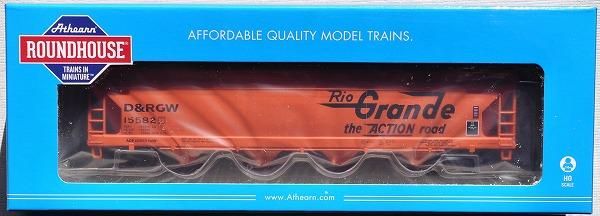 Athearn
ROUNDHOUSE
TRAINS IN
MINIATURE™
AFFORDABLE QUALITY MODEL TRAINS.
D&RGW
15582
Rio
Grande
the ACTION road
HO
SCALE
www.Athearn.com